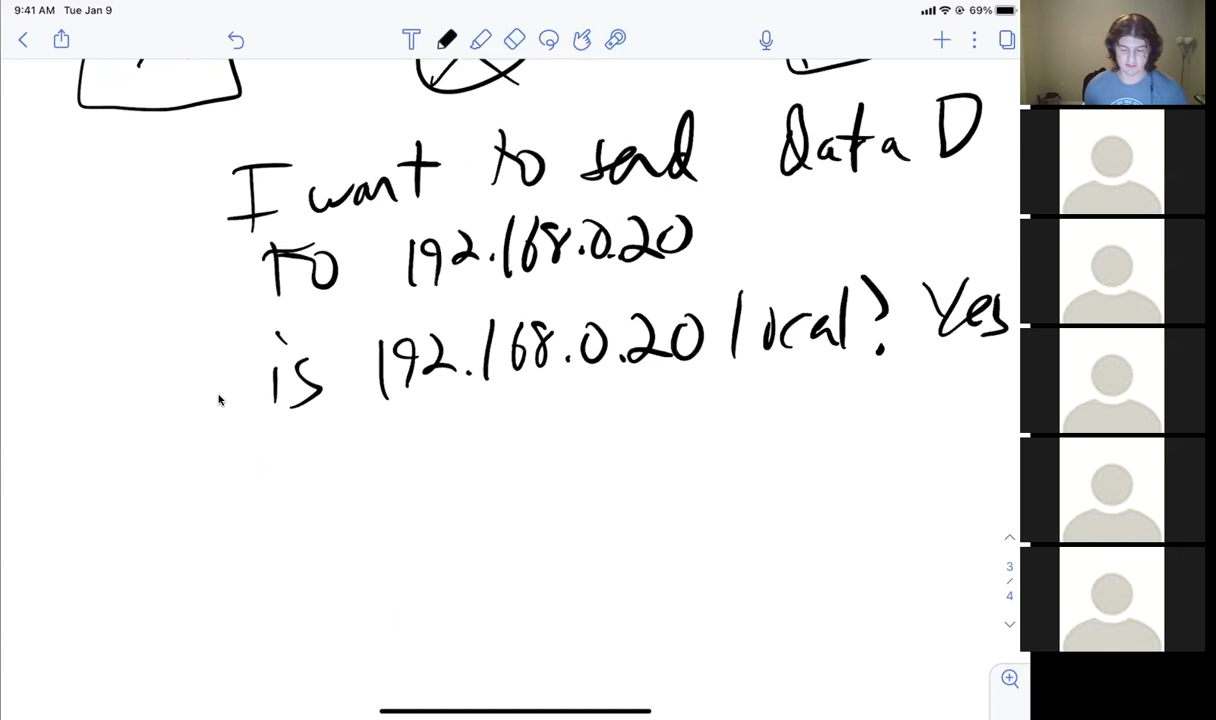 9:41 AM Tue Jan 9
69%
I want to send Data D
to 192.168.0.20
is 192.168.0.20 local? Yes
3
/
4